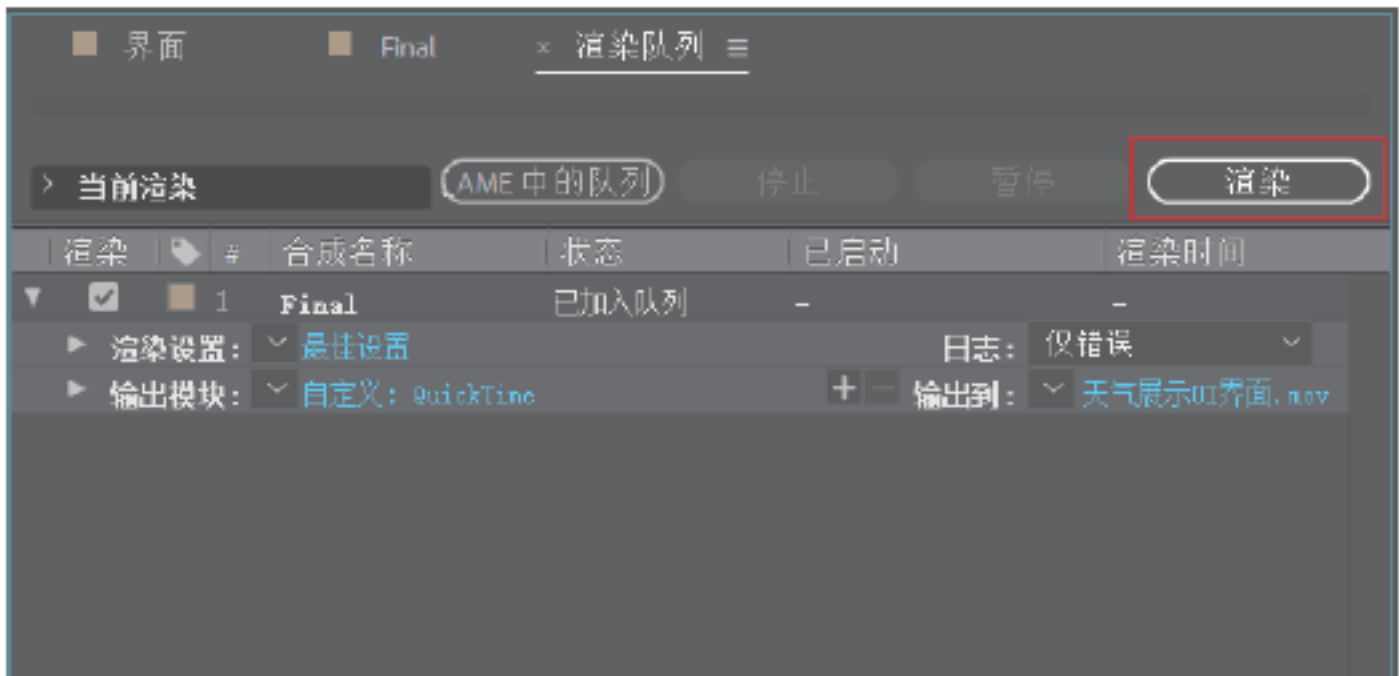 界面 Final × 渲染队列 ≡
> 当前渲染 AME 中的队列 停止 暂停 渲染
渲染 # 合成名称 状态 已启动 渲染时间
1 Final 已加入队列 - -
渲染设置: 最佳设置 日志: 仅错误
输出模块: 自定义: QuickTime + - 输出到: 天气展示UI界面.mov